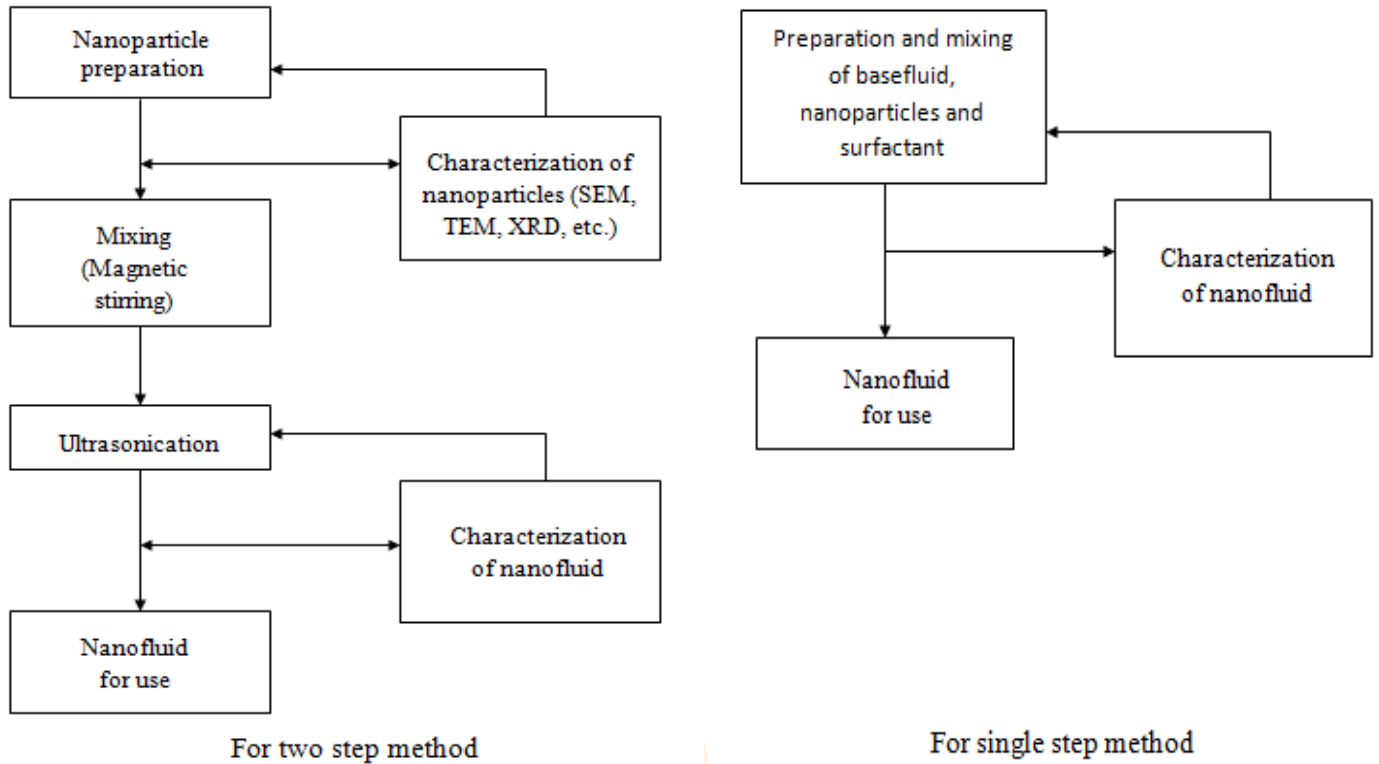 Nanoparticle
preparation
Characterization of
nanoparticles (SEM,
TEM, XRD, etc.)
Mixing
(Magnetic
stirring)
Ultrasonication
Characterization
of nanofluid
Nanofluid
for use
For two step method
Preparation and mixing
of basefluid,
nanoparticles and
surfactant
Characterization
of nanofluid
Nanofluid
for use
For single step method